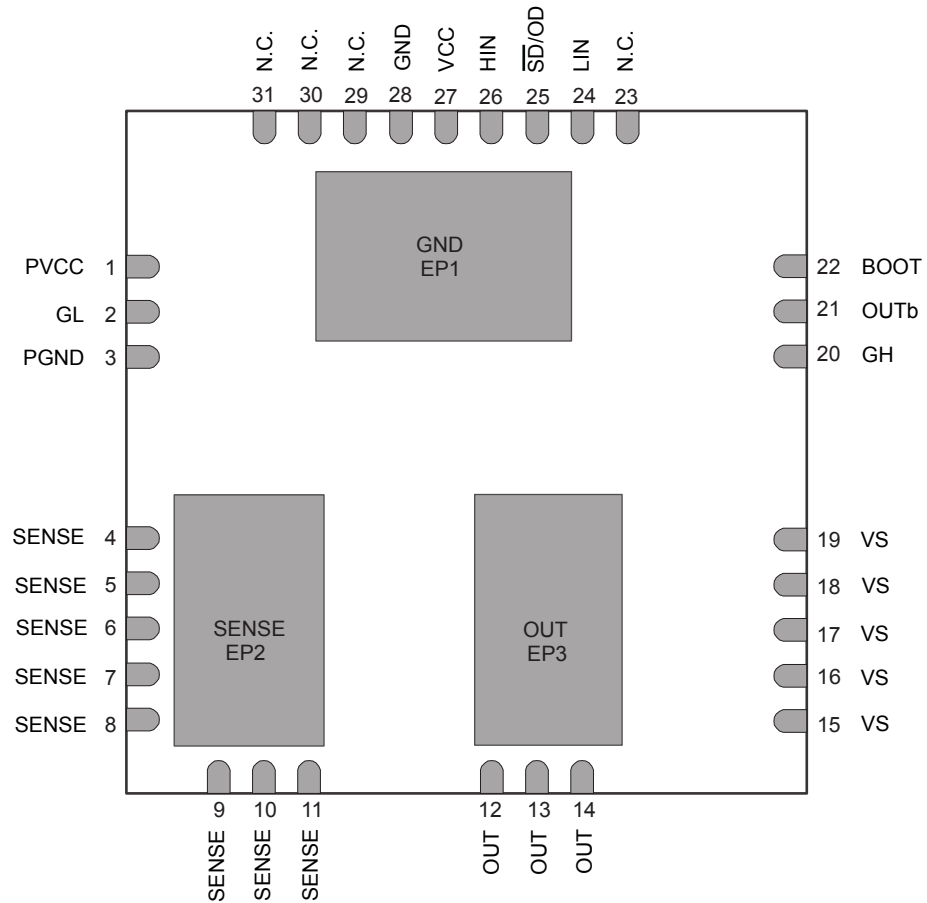 N.C.
N.C.
N.C.
GND
VCC
HIN
S̅D̅/OD
LIN
N.C.
31 30 29 28 27 26 25 24 23
GND
EP1
PVCC 1
GL 2
PGND 3
22 BOOT
21 OUTb
20 GH
SENSE 4
SENSE 5
SENSE 6
SENSE 7
SENSE 8
SENSE
EP2
OUT
EP3
19 VS
18 VS
17 VS
16 VS
15 VS
9 10 11 12 13 14
SENSE
SENSE
SENSE
OUT
OUT
OUT